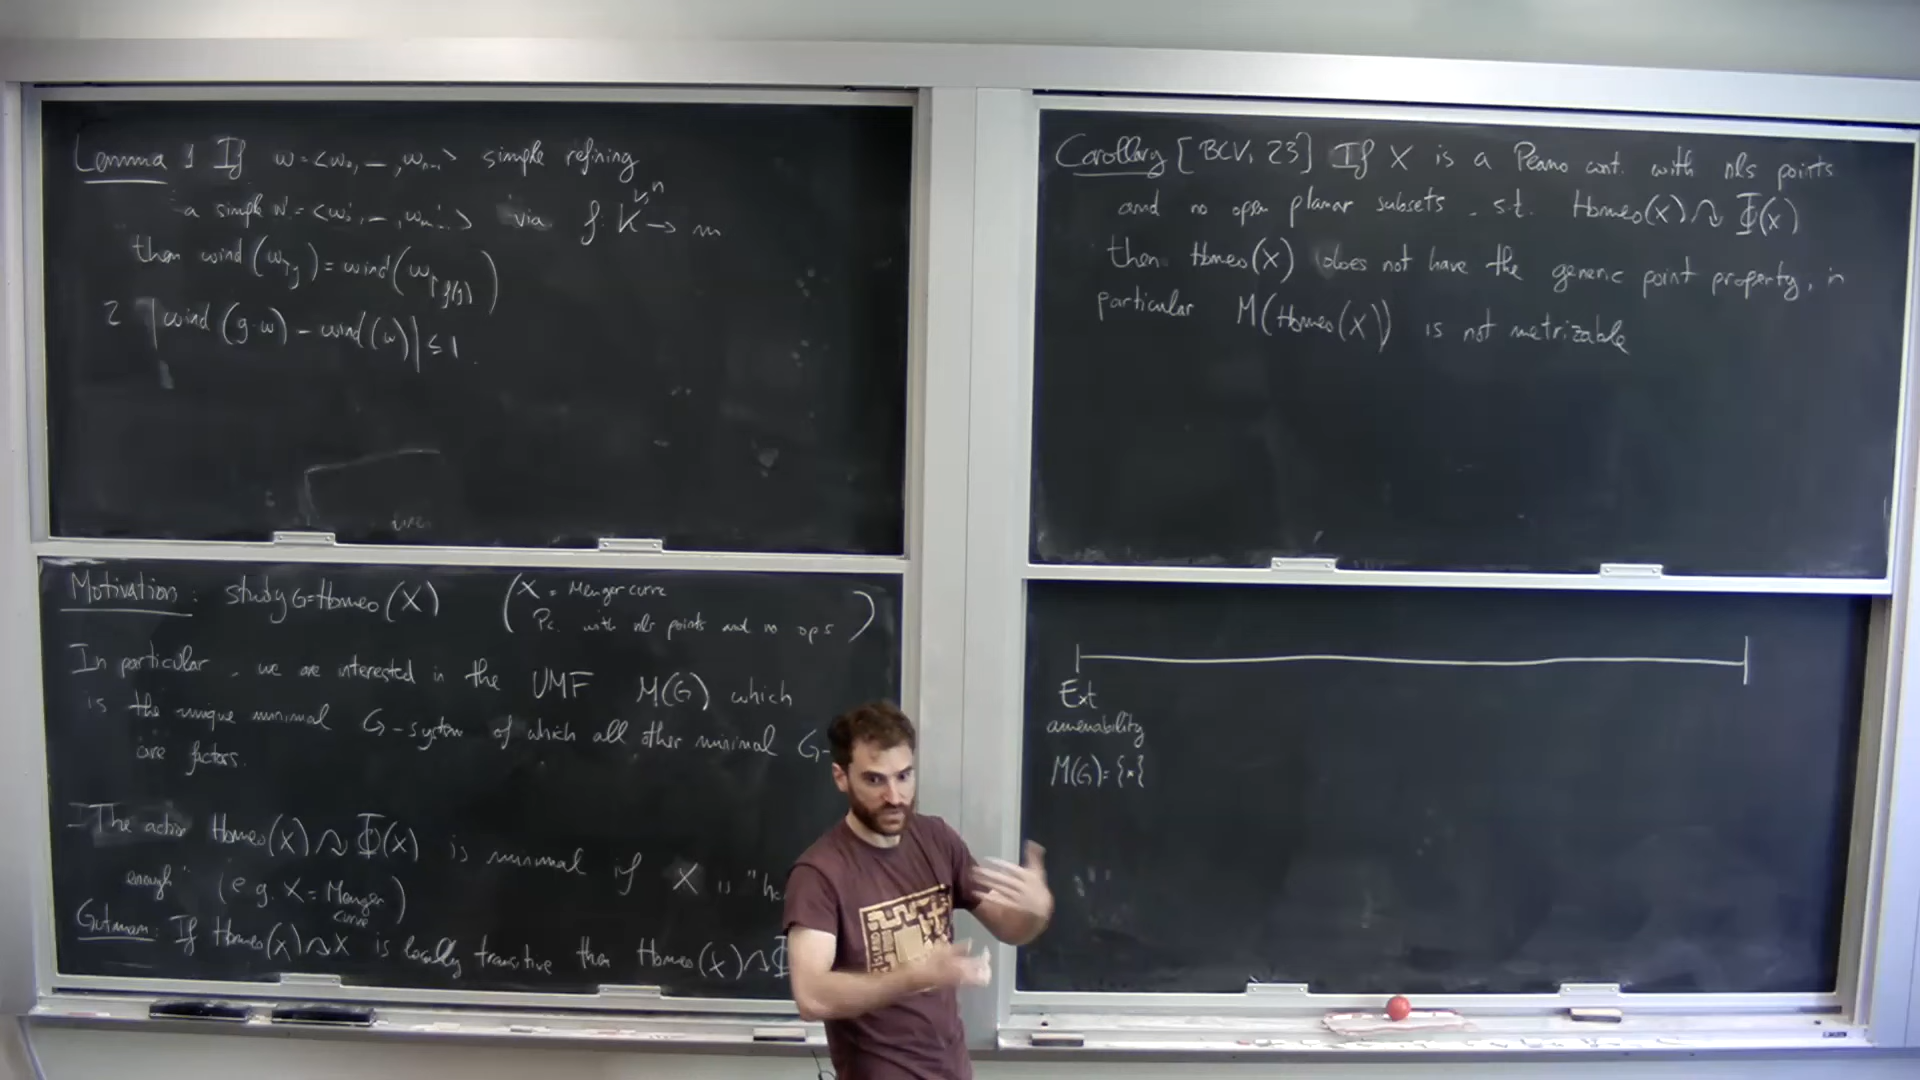 Lemma 1 If w = <w₀, _ , wₙ₋₁> simple refining
a simple w' = <w'₀, _ , w'ₘ₋₁> via f: K → m
then wind(w↾y) = wind(w↾f(y))
2 |wind(g·w) - wind(w)| ≤ 1
Motivation: study G=Homeo(X) (X = Menger curve
Pc. with nls points and no ops)
In particular, we are interested in the UMF M(G) which
is the unique minimal G-system of which all other minimal G-
are factors.
- The action Homeo(X)↷Φ(X) is minimal if X is "
enough" (e.g. X = Menger
curve)
Gutman: If Homeo(X)↷X is locally transitive then Homeo(X)↷Φ
Corollary [BCV, 23] If X is a Peano cont. with nls points
and no open planar subsets, s.t. Homeo(X)↷Φ(X)
then Homeo(X) does not have the generic point property, in
particular M(Homeo(X)) is not metrizable
Ext
amenability
M(G)={*}